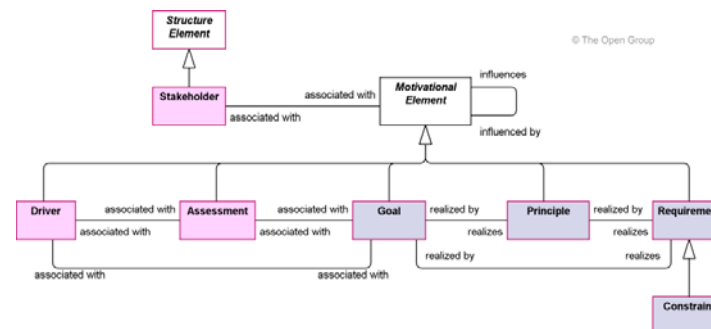 Structure
Element
© The Open Group
Stakeholder
associated with
associated with
Motivational
Element
influences
influenced by
Driver
associated with
associated with
Assessment
associated with
associated with
Goal
realized by
realizes
Principle
realized by
realizes
Requireme
associated with
associated with
realized by
realizes
Constrain